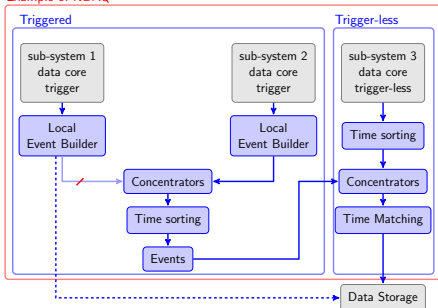 Triggered
Trigger-less
sub-system 1
data core
trigger
sub-system 2
data core
trigger
sub-system 3
data core
trigger-less
Local
Event Builder
Local
Event Builder
Time sorting
Concentrators
Concentrators
Time sorting
Time Matching
Events
Data Storage